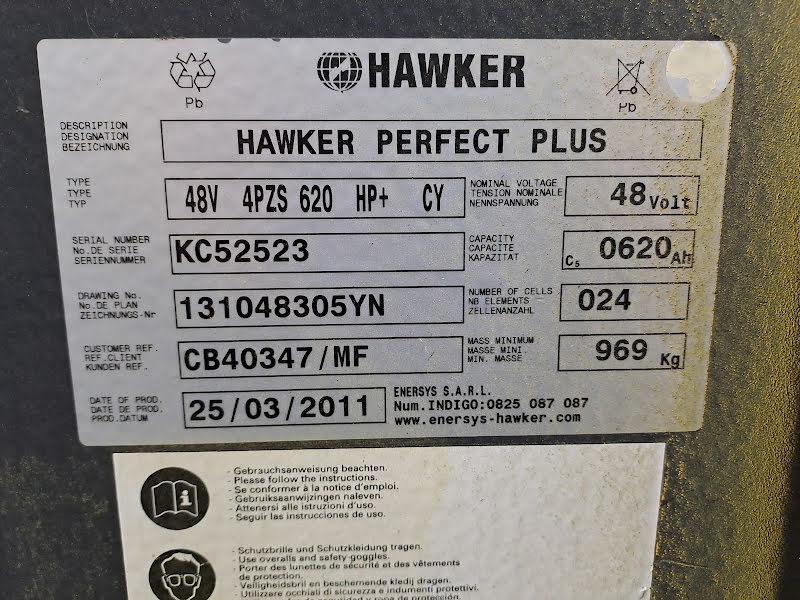 HAWKER
Pb
Pb
DESCRIPTION
DESIGNATION
BEZEICHNUNG
HAWKER PERFECT PLUS
TYPE
TYPE
TYP
48V 4PZS 620 HP+ CY
NOMINAL VOLTAGE
TENSION NOMINALE
NENNSPANNUNG
48 Volt
SERIAL NUMBER
No.DE SERIE
SERIENNUMMER
KC52523
CAPACITY
CAPACITE
KAPAZITAT
C5 0620 Ah
DRAWING No.
No.DE PLAN
ZEICHNUNGS-Nr
131048305YN
NUMBER OF CELLS
NB ELEMENTS
ZELLENANZAHL
024
CUSTOMER REF.
REF.CLIENT
KUNDEN REF.
CB40347/MF
MASS MINIMUM
MASSE MINI.
MIN. MASSE
969 Kg
DATE OF PROD.
DATE DE PROD.
PROD.DATUM
25/03/2011
ENERSYS S.A.R.L.
Num.INDIGO:0825 087 087
www.enersys-hawker.com
- Gebrauchsanweisung beachten.
- Please follow the instructions.
- Se conformer à la notice d'emploi.
- Gebruiksaanwijzingen naleven.
- Attenersi alle istruzioni d'uso.
- Seguir las instrucciones de uso.
- Schutzbrille und Schutzkleidung tragen.
- Use overalls and safety-goggles.
- Porter des lunettes de sécurité et des vêtements
de protection.
- Veiligheidsbril en beschermende kledij dragen.
- Utilizzare occhiali di sicurezza e indumenti protettivi.